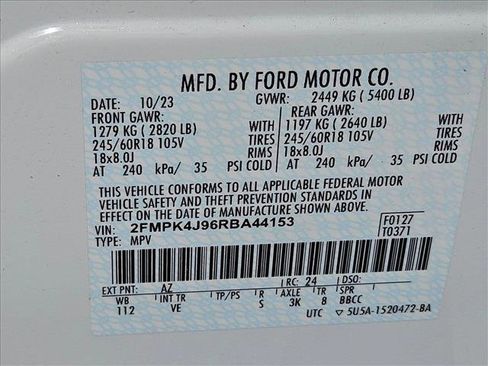 MFD. BY FORD MOTOR CO.
DATE: 10/23 GVWR: 2449 KG ( 5400 LB)
FRONT GAWR: REAR GAWR:
1279 KG ( 2820 LB) WITH 1197 KG ( 2640 LB) WITH
245/60R18 105V TIRES 245/60R18 105V TIRES
18x8.0J RIMS 18x8.0J RIMS
AT 240 kPa/ 35 PSI COLD AT 240 kPa/ 35 PSI COLD
THIS VEHICLE CONFORMS TO ALL APPLICABLE FEDERAL MOTOR
VEHICLE SAFETY AND THEFT PREVENTION STANDARDS IN
EFFECT ON THE DATE OF MANUFACTURE SHOWN ABOVE.
VIN: 2FMPK4J96RBA44153 F0127
TYPE: MPV T0371
EXT PNT: AZ RC: 24 DSO:
WB INT TR TP/PS R AXLE TR SPR
112 VE S 3K 8 BBCC
UTC ▽ 5U5A-1520472-BA